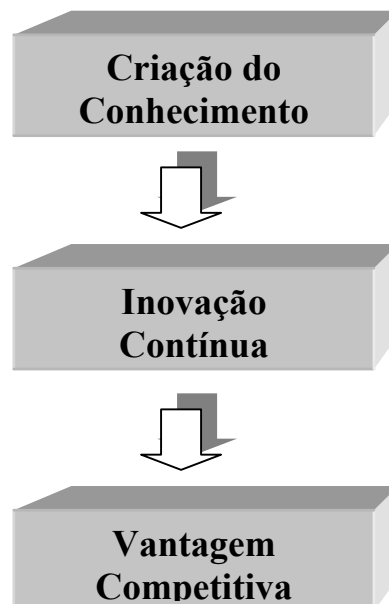 Criação do
Conhecimento
Inovação
Contínua
Vantagem
Competitiva